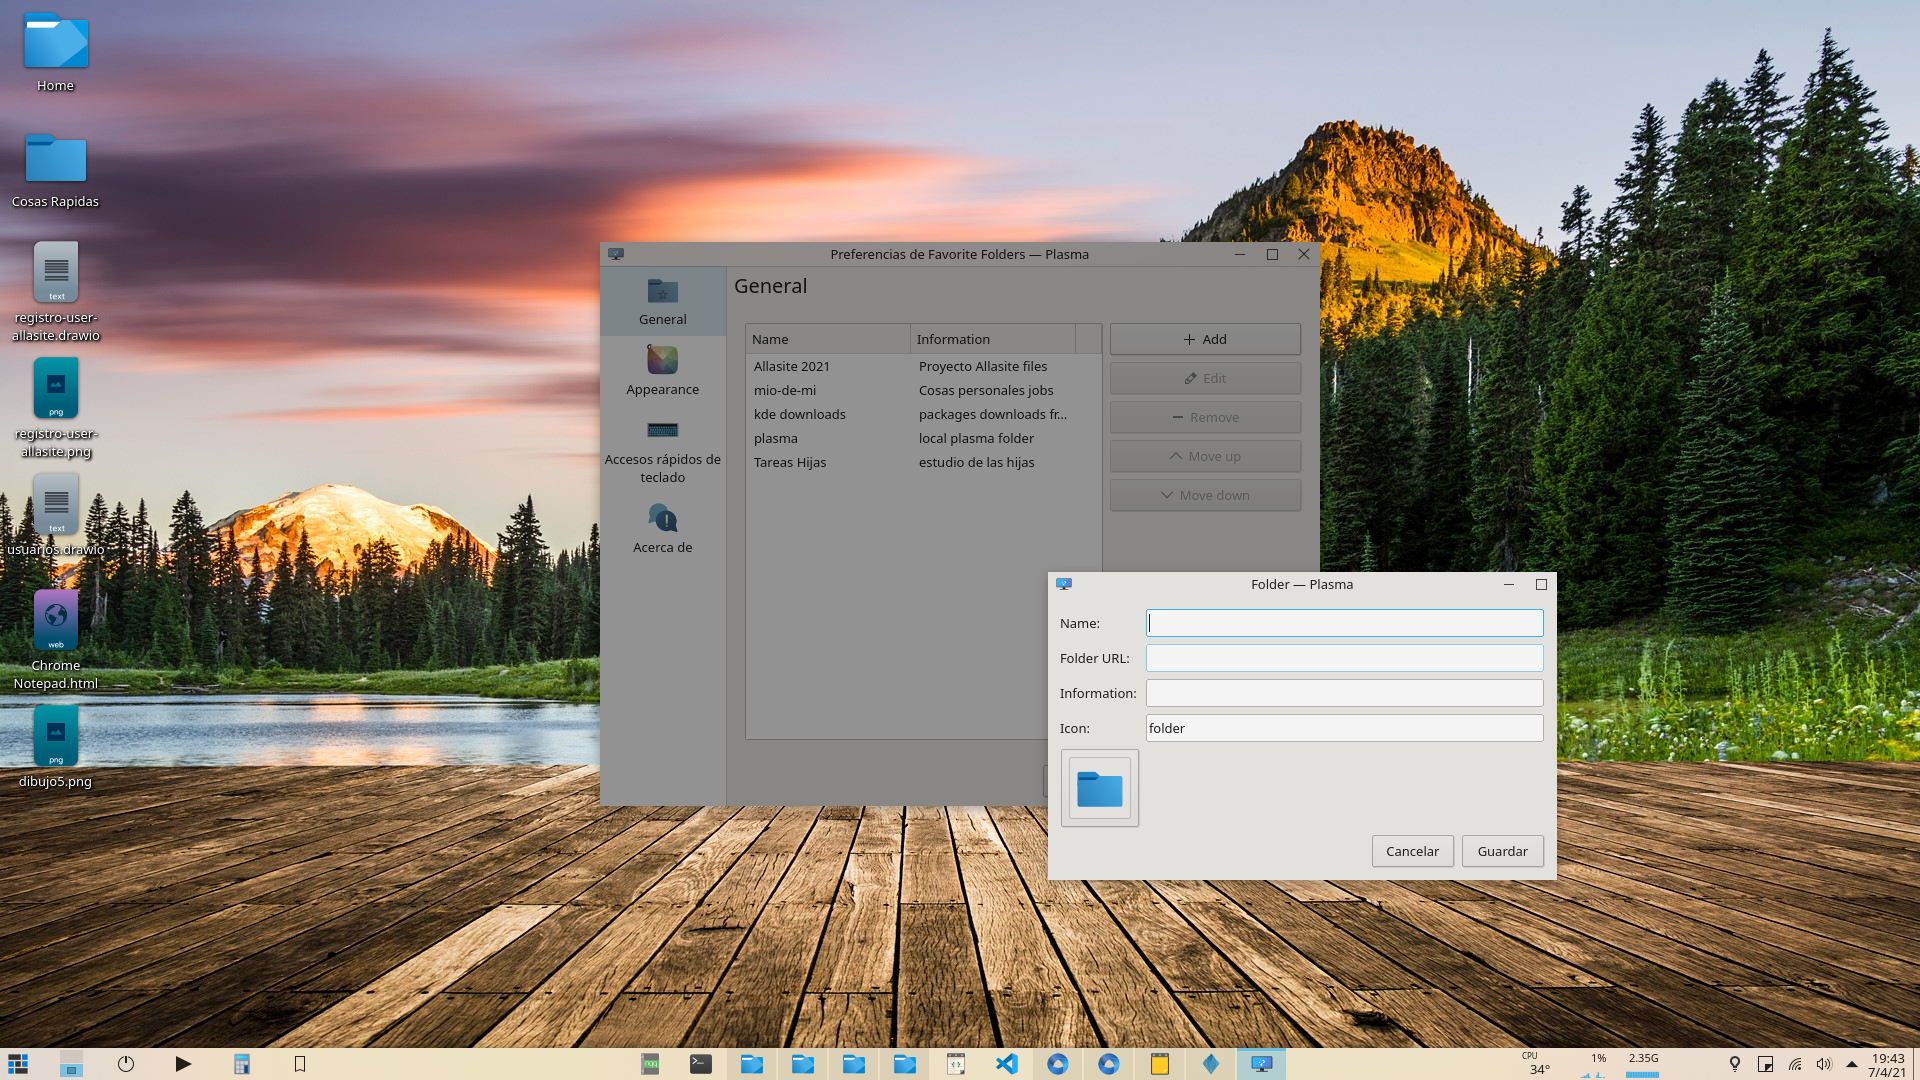 Home
Cosas Rapidas
text
registro-user-
allasite.drawio
png
registro-user-
allasite.png
text
usuarios.drawio
web
Chrome
Notepad.html
png
dibujo5.png
Preferencias de Favorite Folders — Plasma
General
Appearance
Accesos rápidos de
teclado
Acerca de
General
Name Information
Allasite 2021 Proyecto Allasite files
mio-de-mi Cosas personales jobs
kde downloads packages downloads fr...
plasma local plasma folder
Tareas Hijas estudio de las hijas
Add
Edit
Remove
Move up
Move down
Folder — Plasma
Name:
Folder URL:
Information:
Icon: folder
Cancelar Guardar
CPU
34°
1%
2.35G
19:43
7/4/21